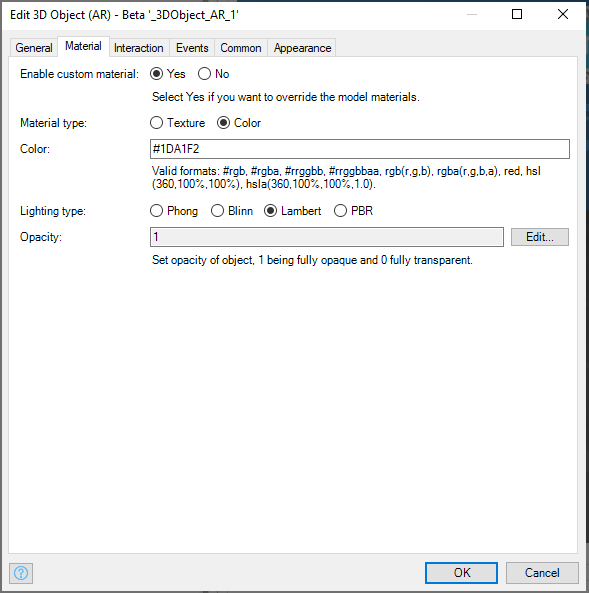 Edit 3D Object (AR) - Beta '_3DObject_AR_1'
General Material Interaction Events Common Appearance
Enable custom material: Yes No
Select Yes if you want to override the model materials.
Material type: Texture Color
Color: #1DA1F2
Valid formats: #rgb, #rgba, #rrggbb, #rrggbbaa, rgb(r,g,b), rgba(r,g,b,a), red, hsl
(360,100%,100%), hsla(360,100%,100%,1.0).
Lighting type: Phong Blinn Lambert PBR
Opacity: 1 Edit...
Set opacity of object, 1 being fully opaque and 0 fully transparent.
? OK Cancel